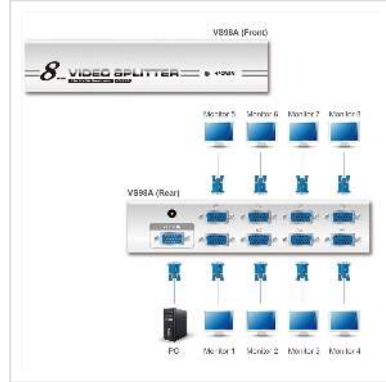 VS98A (Front)
8 VIDEO SPLITTER
Monitor 5 Monitor 6 Monitor 7 Monitor 8
VS98A (Rear)
PC Monitor 1 Monitor 2 Monitor 3 Monitor 4